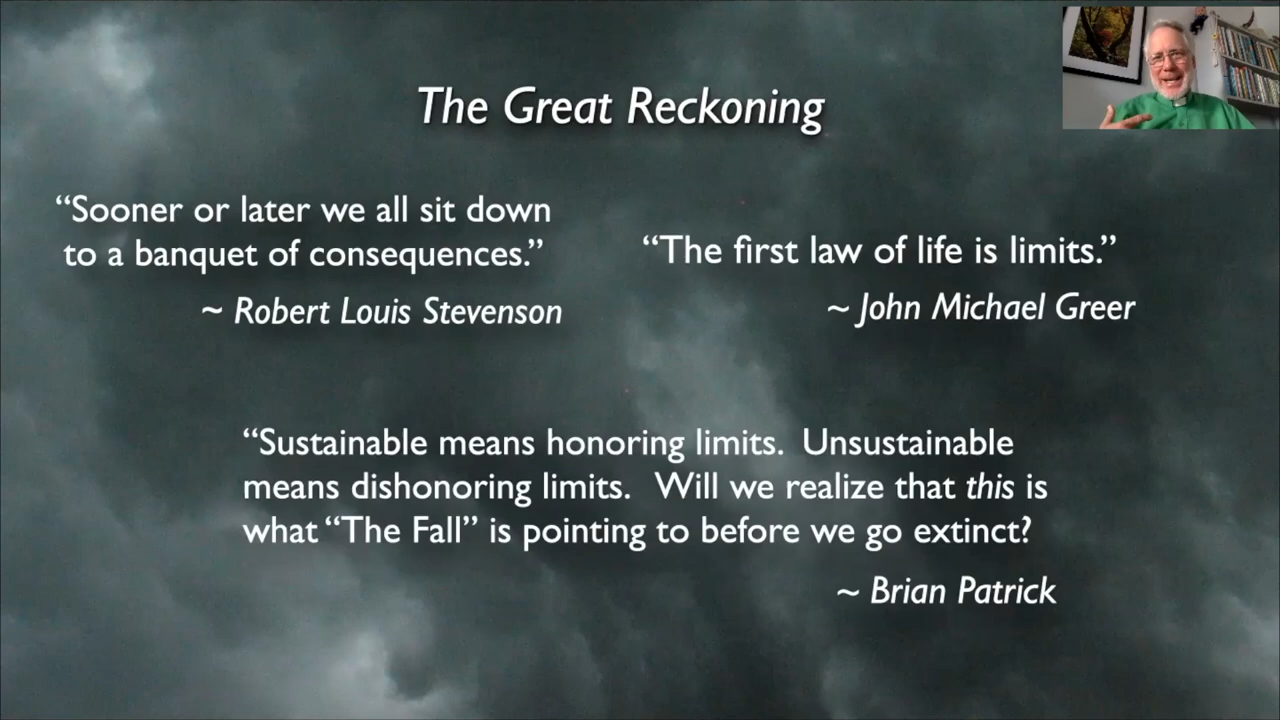 The Great Reckoning
“Sooner or later we all sit down
to a banquet of consequences.”
~ Robert Louis Stevenson
“The first law of life is limits.”
~ John Michael Greer
“Sustainable means honoring limits.  Unsustainable
means dishonoring limits.  Will we realize that this is
what “The Fall” is pointing to before we go extinct?
~ Brian Patrick